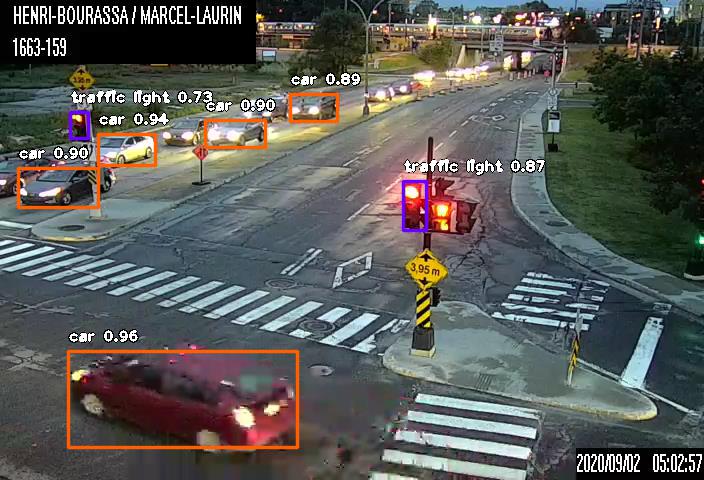 HENRI-BOURASSA / MARCEL-LAURIN
1663-159
car 0.89
traffic light 0.73
car 0.90
car 0.94
car 0.90
traffic light 0.87
3,95 m
car 0.96
2020/09/02 05:02:57